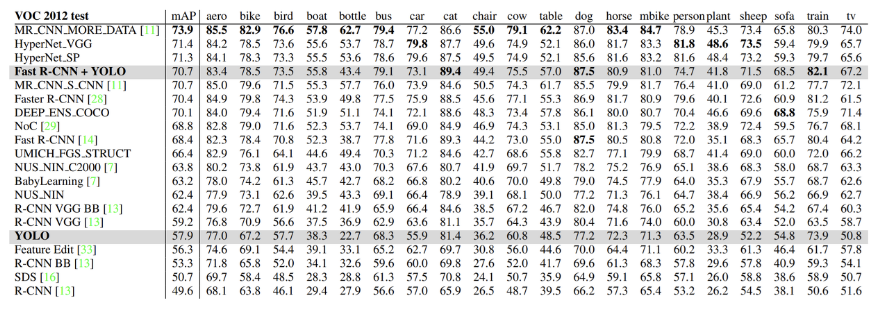 VOC 2012 test mAP aero bike bird boat bottle bus car cat chair cow table dog horse mbike person plant sheep sofa train tv
MR_CNN_MORE_DATA [11] 73.9 85.5 82.9 76.6 57.8 62.7 79.4 77.2 86.6 55.0 79.1 62.2 87.0 83.4 84.7 78.9 45.3 73.4 65.8 80.3 74.0
HyperNet_VGG 71.4 84.2 78.5 73.6 55.6 53.7 78.7 79.8 87.7 49.6 74.9 52.1 86.0 81.7 83.3 81.8 48.6 73.5 59.4 79.9 65.7
HyperNet_SP 71.3 84.1 78.3 73.3 55.5 53.6 78.6 79.6 87.5 49.5 74.9 52.1 85.6 81.6 83.2 81.6 48.4 73.2 59.3 79.7 65.6
Fast R-CNN + YOLO 70.7 83.4 78.5 73.5 55.8 43.4 79.1 73.1 89.4 49.4 75.5 57.0 87.5 80.9 81.0 74.7 41.8 71.5 68.5 82.1 67.2
MR_CNN_S_CNN [11] 70.7 85.0 79.6 71.5 55.3 57.7 76.0 73.9 84.6 50.5 74.3 61.7 85.5 79.9 81.7 76.4 41.0 69.0 61.2 77.7 72.1
Faster R-CNN [28] 70.4 84.9 79.8 74.3 53.9 49.8 77.5 75.9 88.5 45.6 77.1 55.3 86.9 81.7 80.9 79.6 40.1 72.6 60.9 81.2 61.5
DEEP_ENS_COCO 70.1 84.0 79.4 71.6 51.9 51.1 74.1 72.1 88.6 48.3 73.4 57.8 86.1 80.0 80.7 70.4 46.6 69.6 68.8 75.9 71.4
NoC [29] 68.8 82.8 79.0 71.6 52.3 53.7 74.1 69.0 84.9 46.9 74.3 53.1 85.0 81.3 79.5 72.2 38.9 72.4 59.5 76.7 68.1
Fast R-CNN [14] 68.4 82.3 78.4 70.8 52.3 38.7 77.8 71.6 89.3 44.2 73.0 55.0 87.5 80.5 80.8 72.0 35.1 68.3 65.7 80.4 64.2
UMICH_FGS_STRUCT 66.4 82.9 76.1 64.1 44.6 49.4 70.3 71.2 84.6 42.7 68.6 55.8 82.7 77.1 79.9 68.7 41.4 69.0 60.0 72.0 66.2
NUS_NIN_C2000 [7] 63.8 80.2 73.8 61.9 43.7 43.0 70.3 67.6 80.7 41.9 69.7 51.7 78.2 75.2 76.9 65.1 38.6 68.3 58.0 68.7 63.3
BabyLearning [7] 63.2 78.0 74.2 61.3 45.7 42.7 68.2 66.8 80.2 40.6 70.0 49.8 79.0 74.5 77.9 64.0 35.3 67.9 55.7 68.7 62.6
NUS_NIN 62.4 77.9 73.1 62.6 39.5 43.3 69.1 66.4 78.9 39.1 68.1 50.0 77.2 71.3 76.1 64.7 38.4 66.9 56.2 66.9 62.7
R-CNN VGG BB [13] 62.4 79.6 72.7 61.9 41.2 41.9 65.9 66.4 84.6 38.5 67.2 46.7 82.0 74.8 76.0 65.2 35.6 65.4 54.2 67.4 60.3
R-CNN VGG [13] 59.2 76.8 70.9 56.6 37.5 36.9 62.9 63.6 81.1 35.7 64.3 43.9 80.4 71.6 74.0 60.0 30.8 63.4 52.0 63.5 58.7
YOLO 57.9 77.0 67.2 57.7 38.3 22.7 68.3 55.9 81.4 36.2 60.8 48.5 77.2 72.3 71.3 63.5 28.9 52.2 54.8 73.9 50.8
Feature Edit [33] 56.3 74.6 69.1 54.4 39.1 33.1 65.2 62.7 69.7 30.8 56.0 44.6 70.0 64.4 71.1 60.2 33.3 61.3 46.4 61.7 57.8
R-CNN BB [13] 53.3 71.8 65.8 52.0 34.1 32.6 59.6 60.0 69.8 27.6 52.0 41.7 69.6 61.3 68.3 57.8 29.6 57.8 40.9 59.3 54.1
SDS [16] 50.7 69.7 58.4 48.5 28.3 28.8 61.3 57.5 70.8 24.1 50.7 35.9 64.9 59.1 65.8 57.1 26.0 58.8 38.6 58.9 50.7
R-CNN [13] 49.6 68.1 63.8 46.1 29.4 27.9 56.6 57.0 65.9 26.5 48.7 39.5 66.2 57.3 65.4 53.2 26.2 54.5 38.1 50.6 51.6